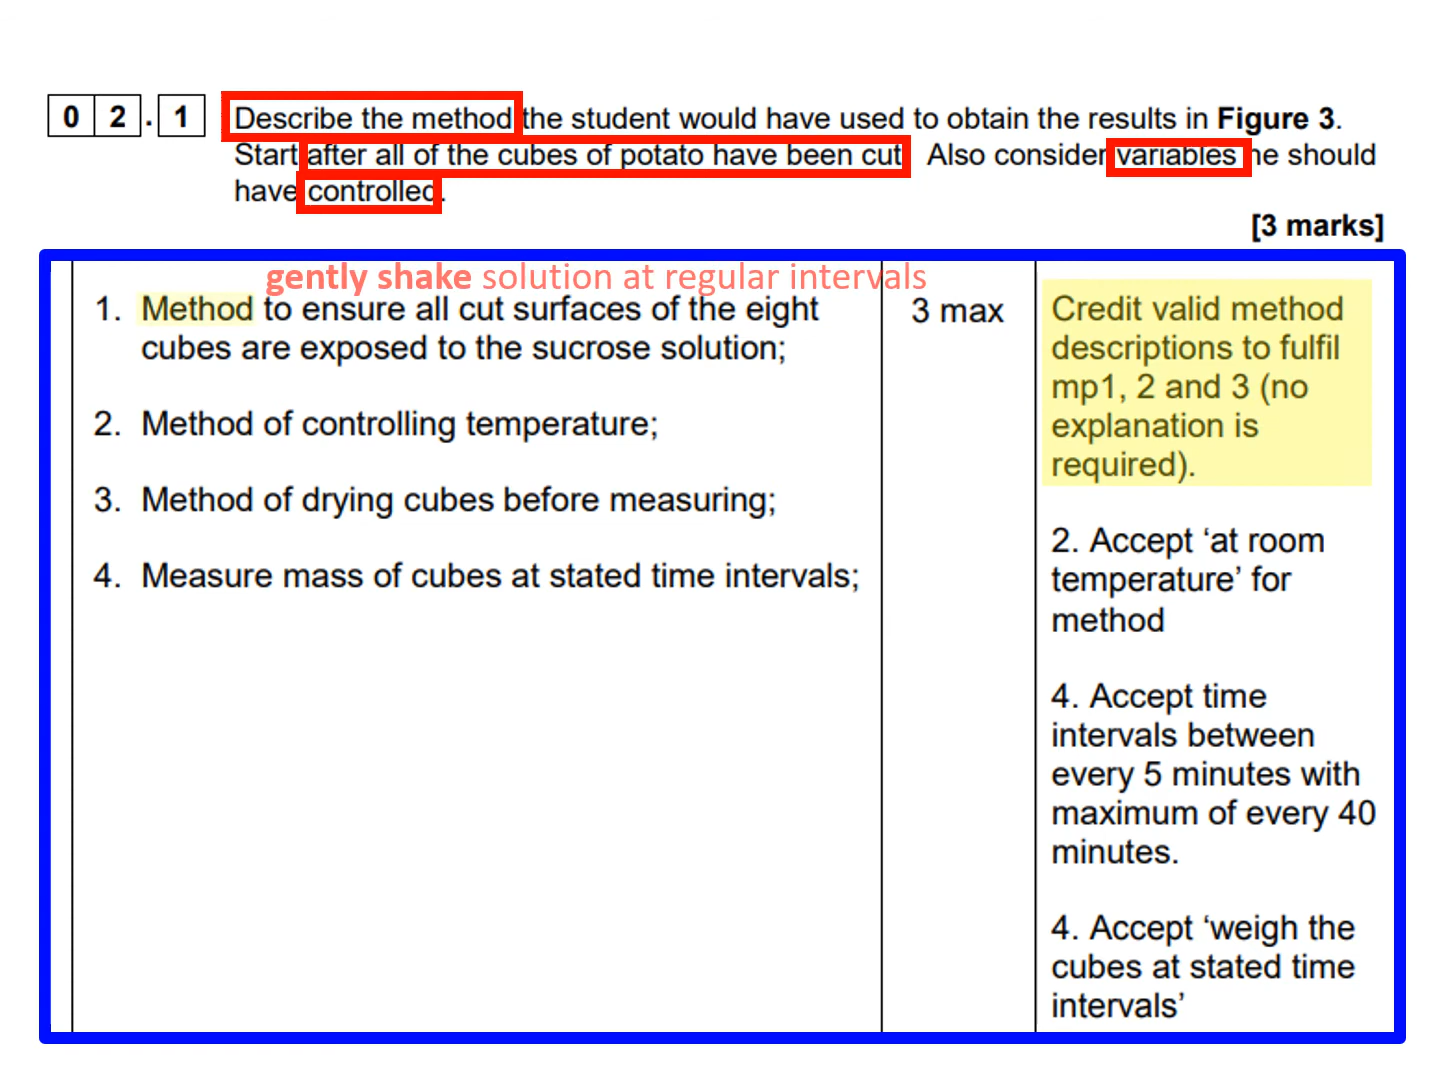 0 2 . 1 Describe the method the student would have used to obtain the results in Figure 3.
Start after all of the cubes of potato have been cut Also consider variables he should
have controlled.
[3 marks]
gently shake solution at regular intervals
1. Method to ensure all cut surfaces of the eight
cubes are exposed to the sucrose solution;
2. Method of controlling temperature;
3. Method of drying cubes before measuring;
4. Measure mass of cubes at stated time intervals;
3 max
Credit valid method
descriptions to fulfil
mp1, 2 and 3 (no
explanation is
required).
2. Accept ‘at room
temperature’ for
method
4. Accept time
intervals between
every 5 minutes with
maximum of every 40
minutes.
4. Accept ‘weigh the
cubes at stated time
intervals’